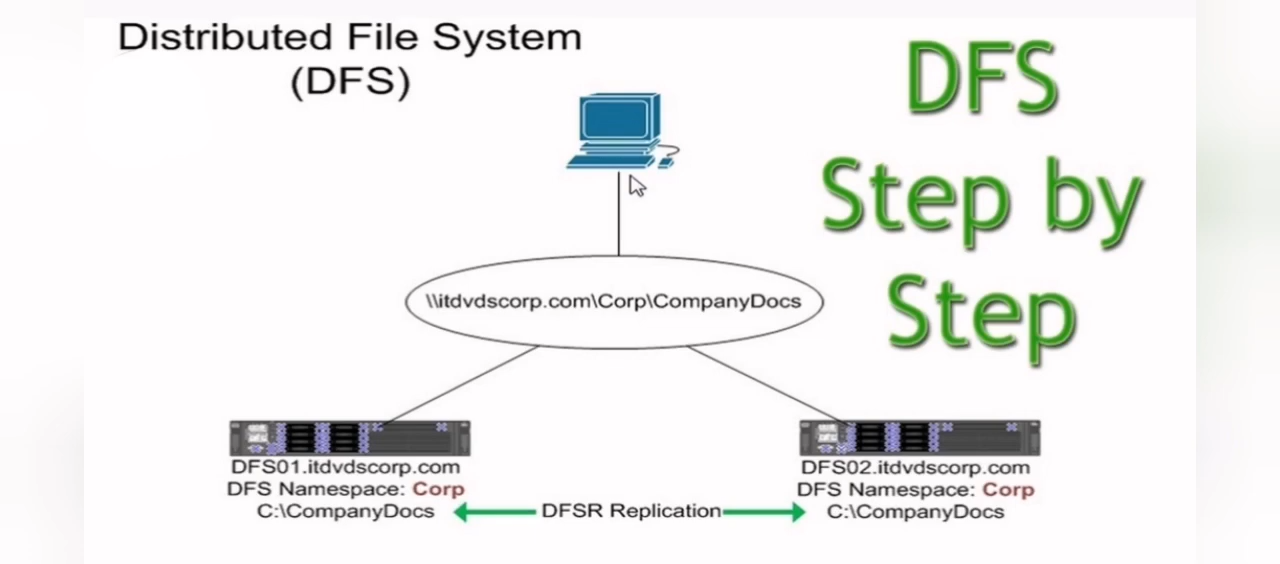 Distributed File System
(DFS)
DFS
Step by
Step
\\itdvdscorp.com\Corp\CompanyDocs
DFS01.itdvdscorp.com
DFS Namespace: Corp
C:\CompanyDocs
DFSR Replication
DFS02.itdvdscorp.com
DFS Namespace: Corp
C:\CompanyDocs